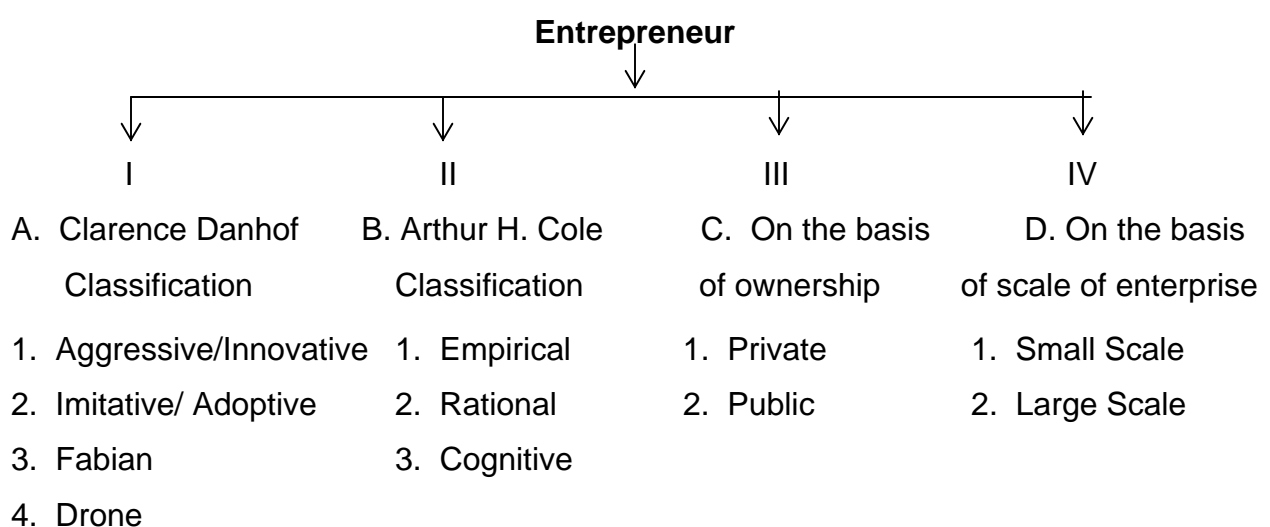 Entrepreneur
I II III IV
A. Clarence Danhof B. Arthur H. Cole C. On the basis D. On the basis
Classification Classification of ownership of scale of enterprise
1. Aggressive/Innovative 1. Empirical 1. Private 1. Small Scale
2. Imitative/ Adoptive 2. Rational 2. Public 2. Large Scale
3. Fabian 3. Cognitive
4. Drone